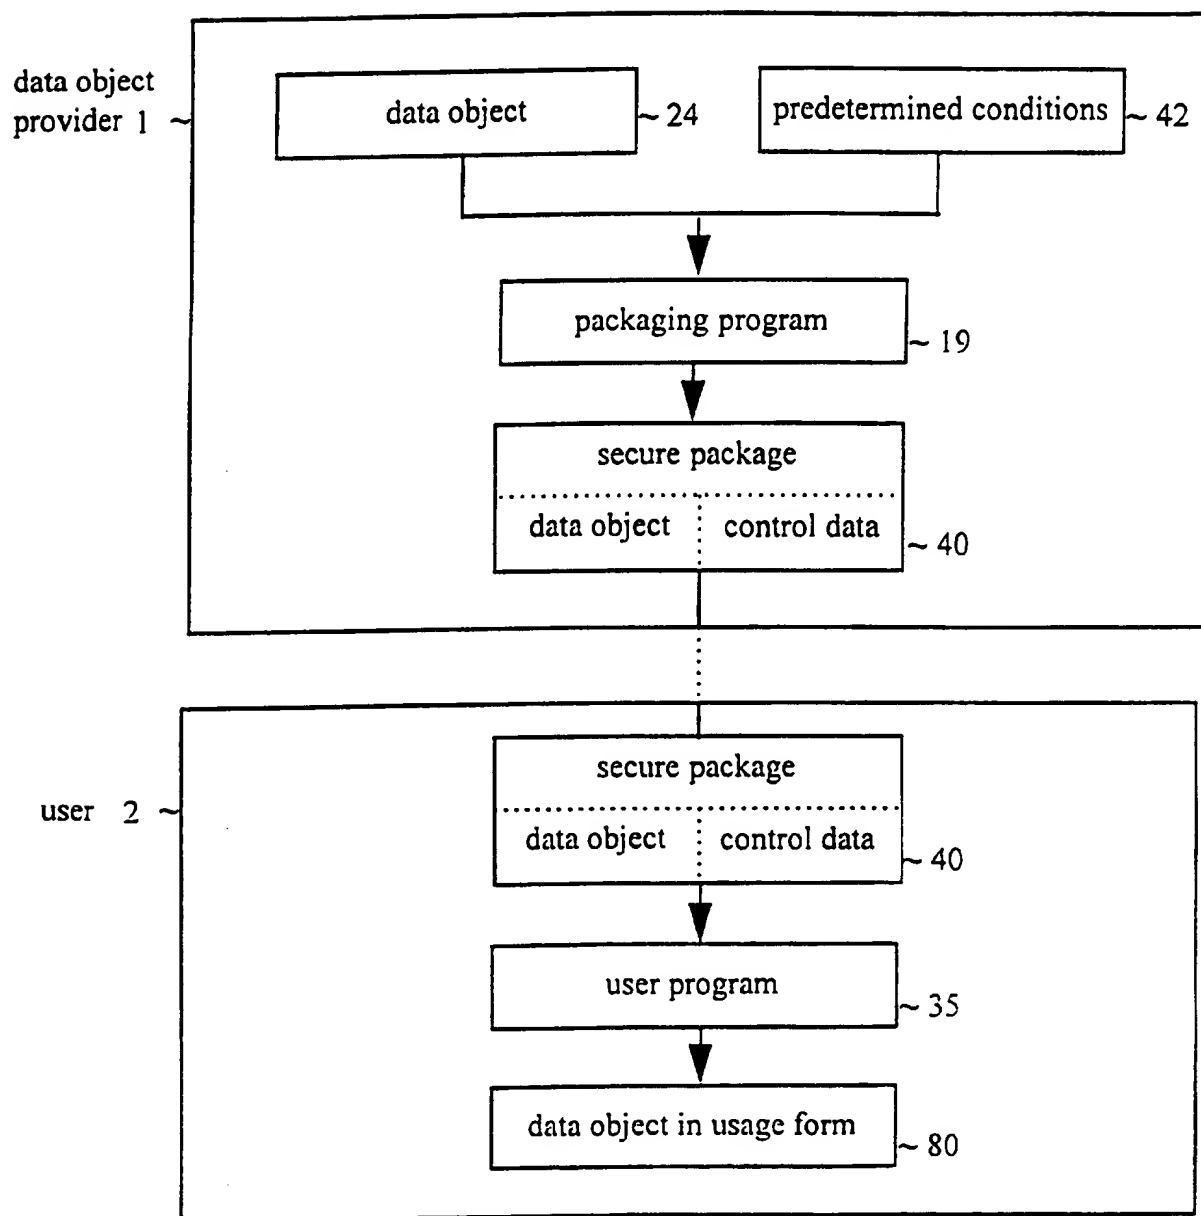 data object
provider 1 ~
data object
~ 24
predetermined conditions
~ 42
packaging program
~ 19
secure package
data object
control data
~ 40
user 2 ~
secure package
data object
control data
~ 40
user program
~ 35
data object in usage form
~ 80